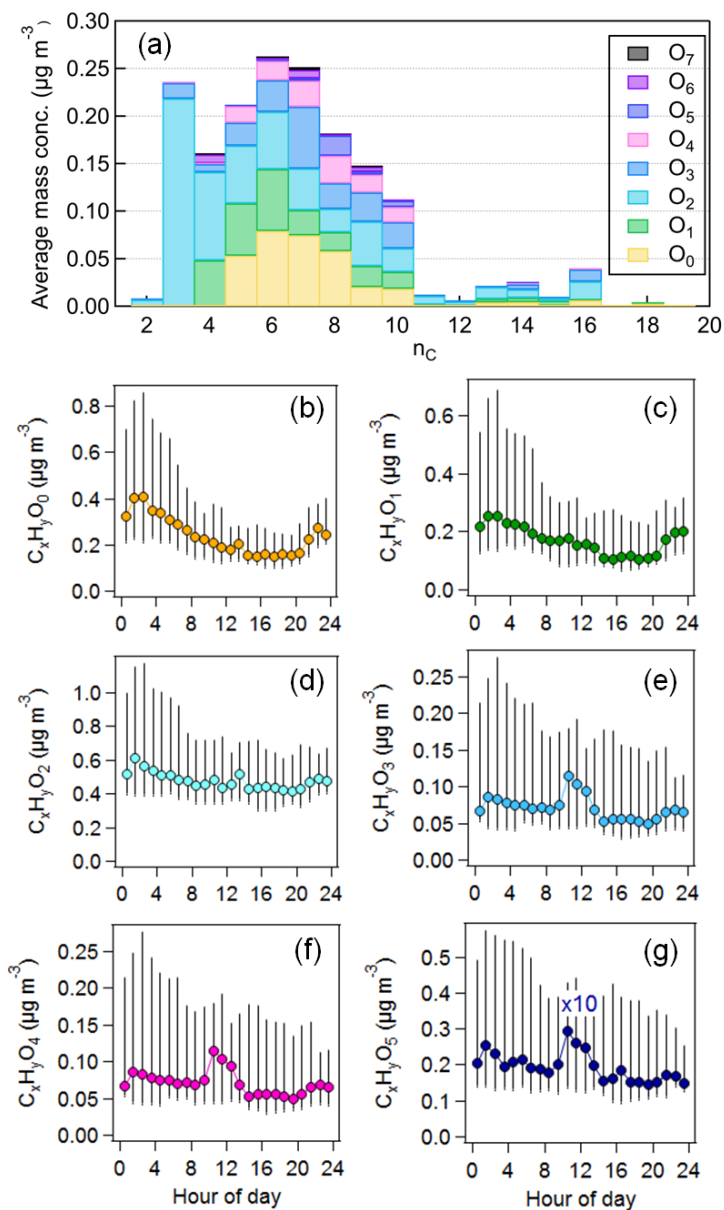 (a)
Average mass conc. (µg m⁻³)
0.30
0.25
0.20
0.15
0.10
0.05
0.00
O₇
O₆
O₅
O₄
O₃
O₂
O₁
O₀
2 4 6 8 10 12 14 16 18 20
n_C
(b)
CₓHᵧO₀ (µg m⁻³)
0.8
0.6
0.4
0.2
0.0
0 4 8 12 16 20 24
(c)
CₓHᵧO₁ (µg m⁻³)
0.6
0.4
0.2
0.0
0 4 8 12 16 20 24
(d)
CₓHᵧO₂ (µg m⁻³)
1.0
0.8
0.6
0.4
0.2
0.0
0 4 8 12 16 20 24
(e)
CₓHᵧO₃ (µg m⁻³)
0.25
0.20
0.15
0.10
0.05
0.00
0 4 8 12 16 20 24
(f)
CₓHᵧO₄ (µg m⁻³)
0.25
0.20
0.15
0.10
0.05
0.00
0 4 8 12 16 20 24
Hour of day
(g)
x10
CₓHᵧO₅ (µg m⁻³)
0.5
0.4
0.3
0.2
0.1
0.0
0 4 8 12 16 20 24
Hour of day